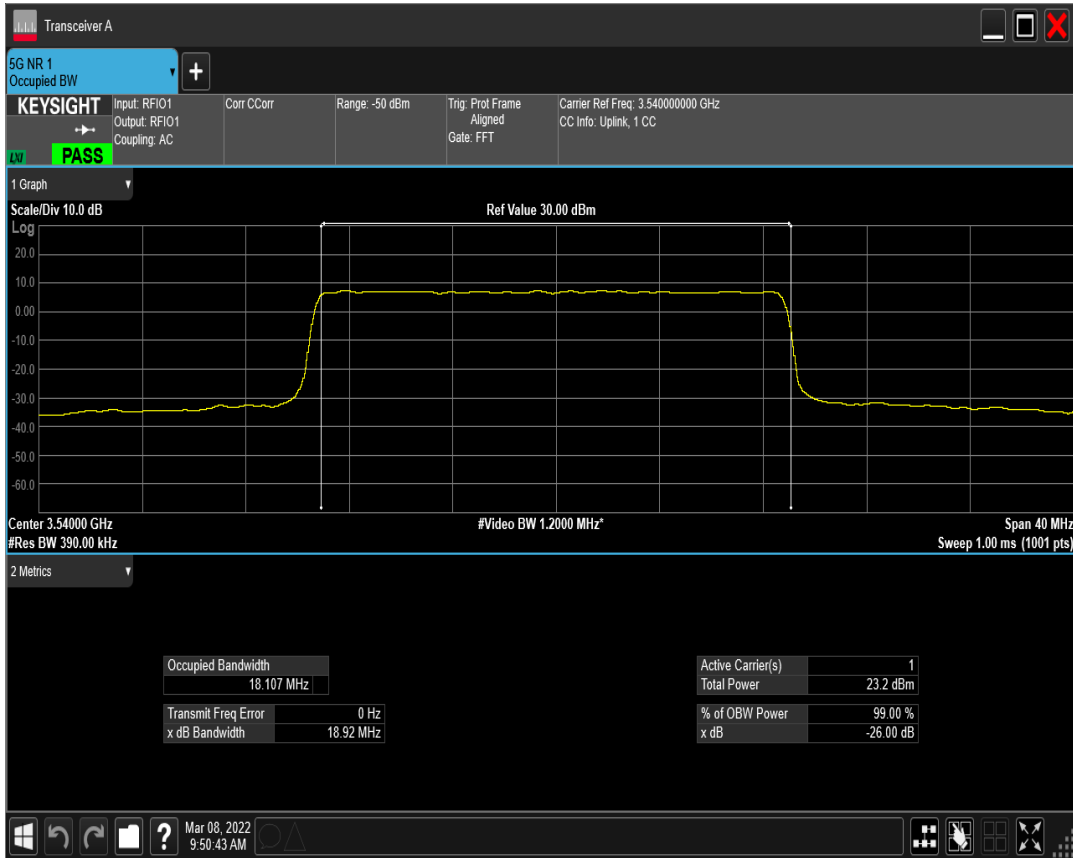 Transceiver A
5G NR 1
Occupied BW
+
KEYSIGHT
LXI PASS
Input: RFIO1
Output: RFIO1
Coupling: AC
Corr CCorr
Range: -50 dBm
Trig: Prot Frame
Aligned
Gate: FFT
Carrier Ref Freq: 3.540000000 GHz
CC Info: Uplink, 1 CC
1 Graph
Scale/Div 10.0 dB
Ref Value 30.00 dBm
Log
20.0
10.0
0.00
-10.0
-20.0
-30.0
-40.0
-50.0
-60.0
Center 3.54000 GHz
#Video BW 1.2000 MHz*
Span 40 MHz
#Res BW 390.00 kHz
Sweep 1.00 ms (1001 pts)
2 Metrics
Occupied Bandwidth
18.107 MHz
Transmit Freq Error 0 Hz
x dB Bandwidth 18.92 MHz
Active Carrier(s) 1
Total Power 23.2 dBm
% of OBW Power 99.00 %
x dB -26.00 dB
?
Mar 08, 2022
9:50:43 AM